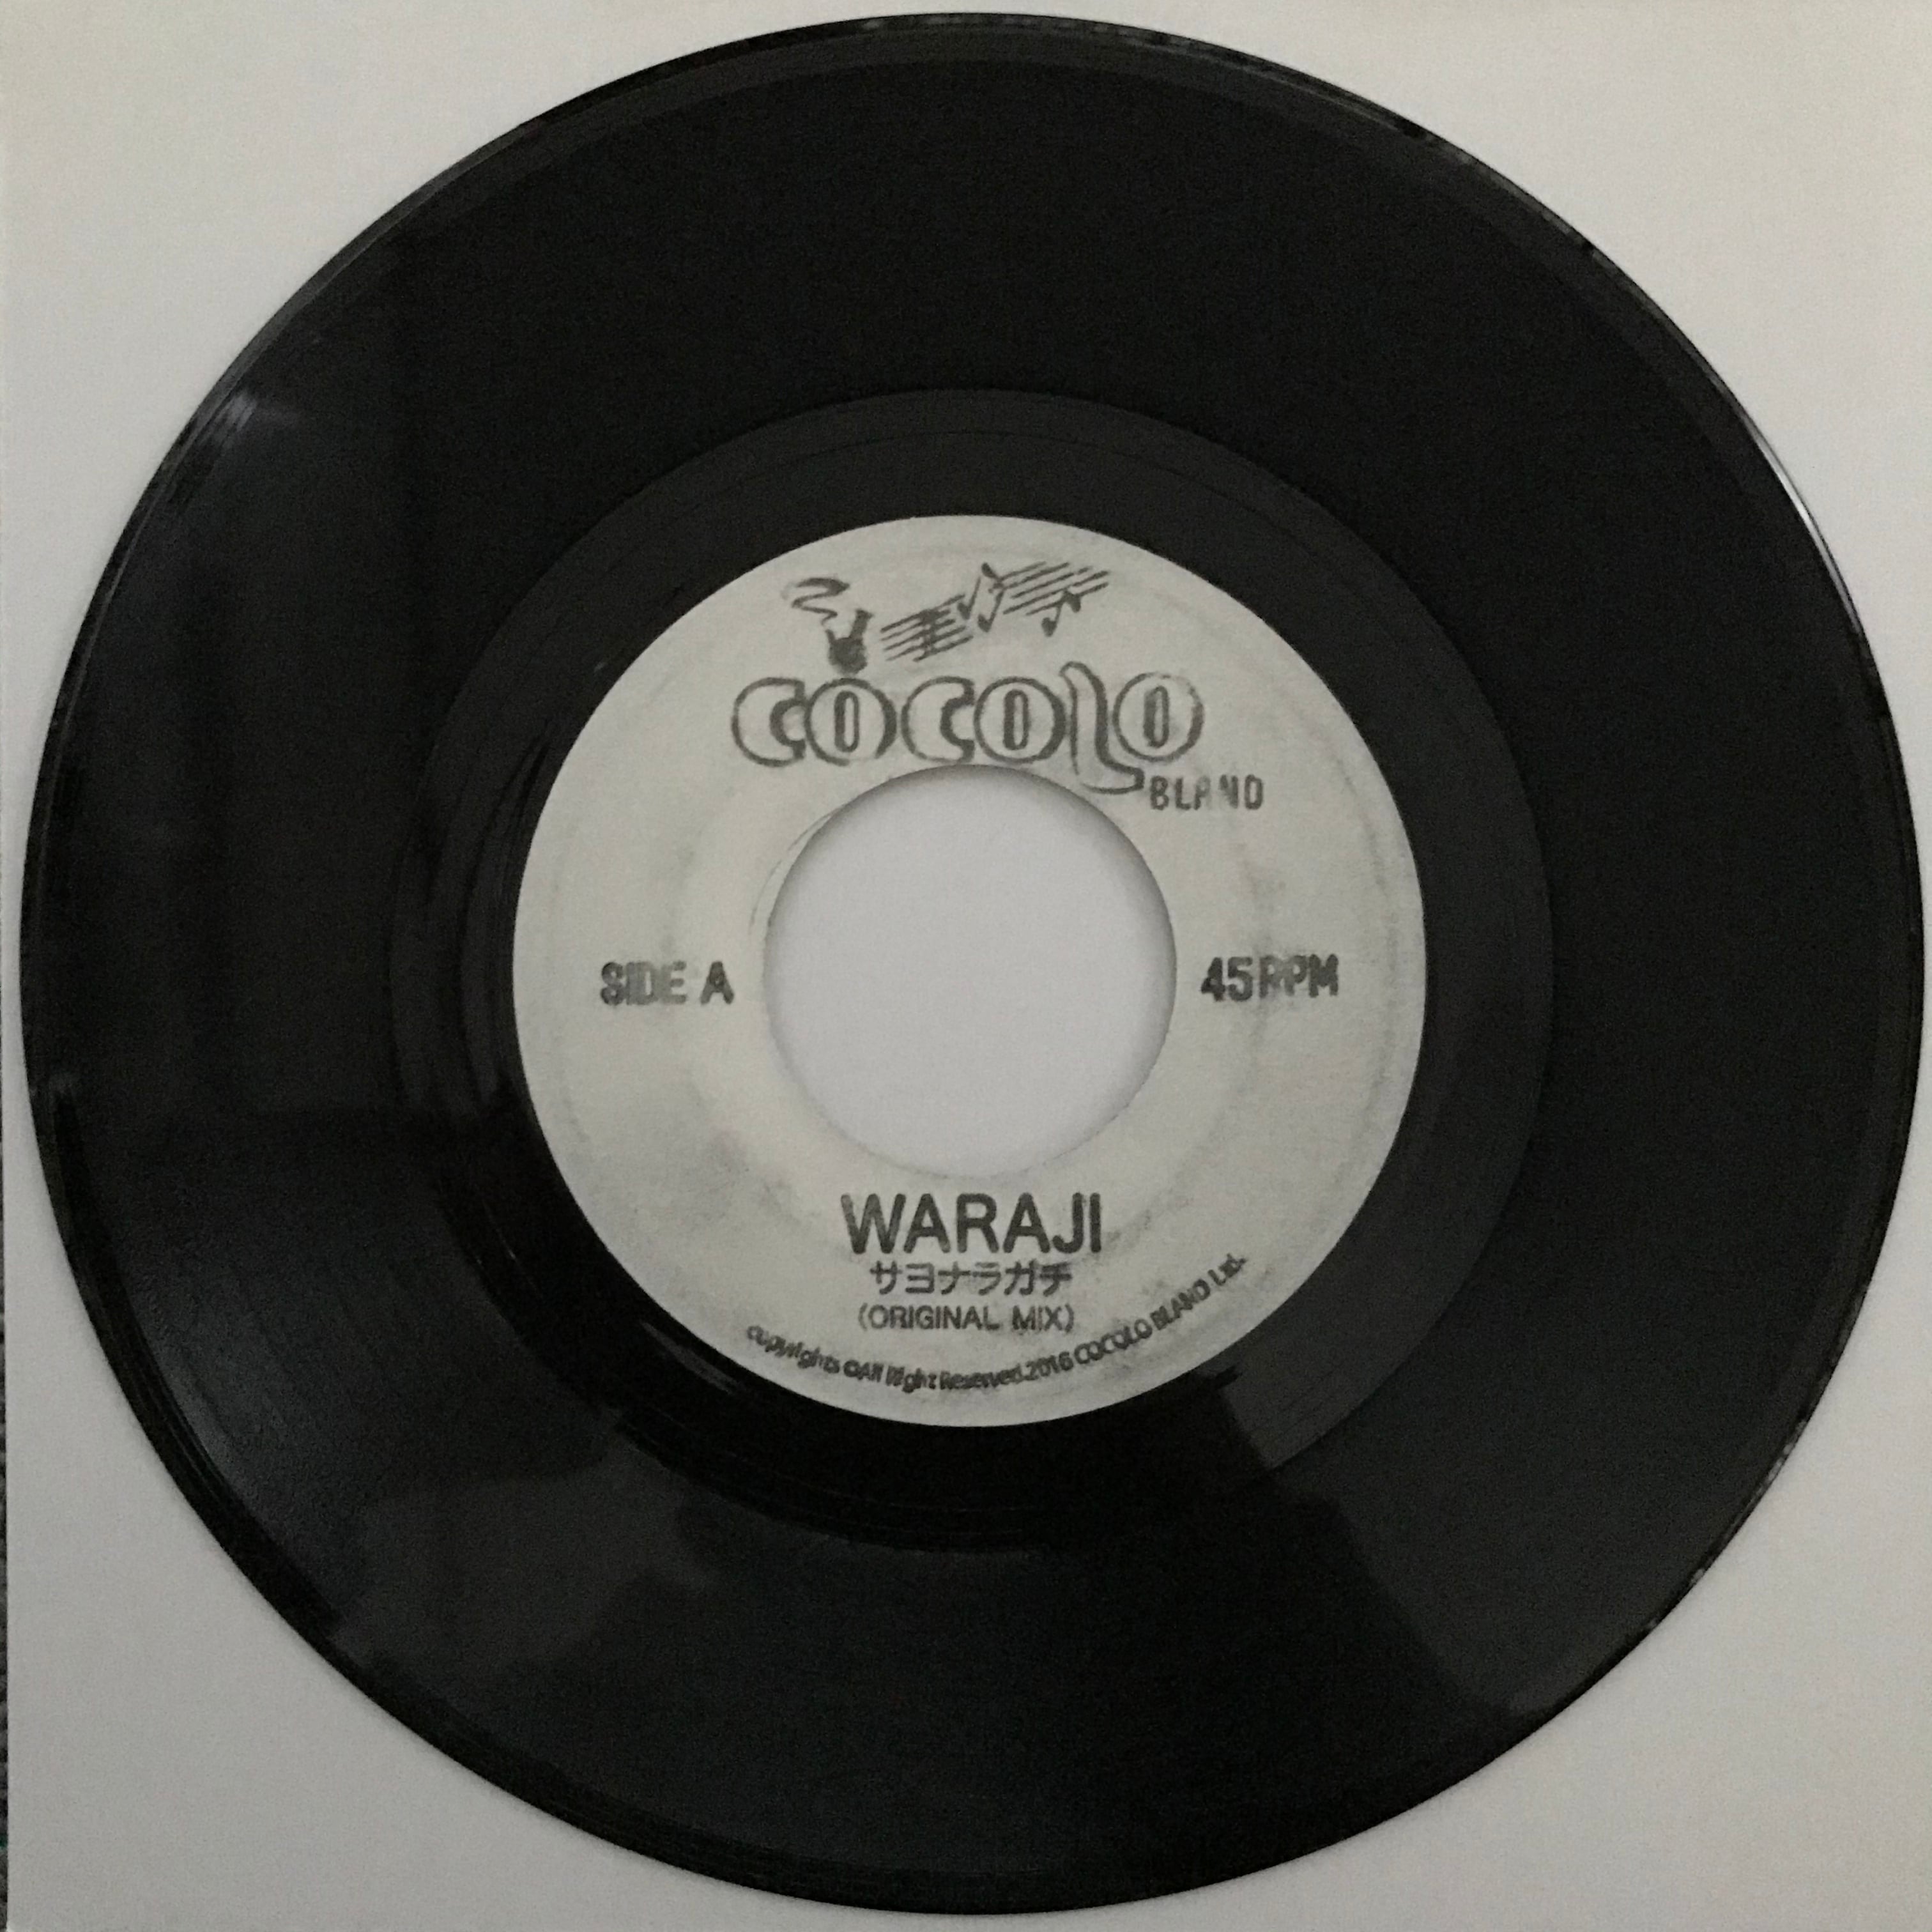 COCOLO
BLAND
SIDE A
45RPM
WARAJI
サヨナラガチ
(ORIGINAL MIX)
copyrights ©All Right Reserved.2016 COCOLO BLAND Ltd.